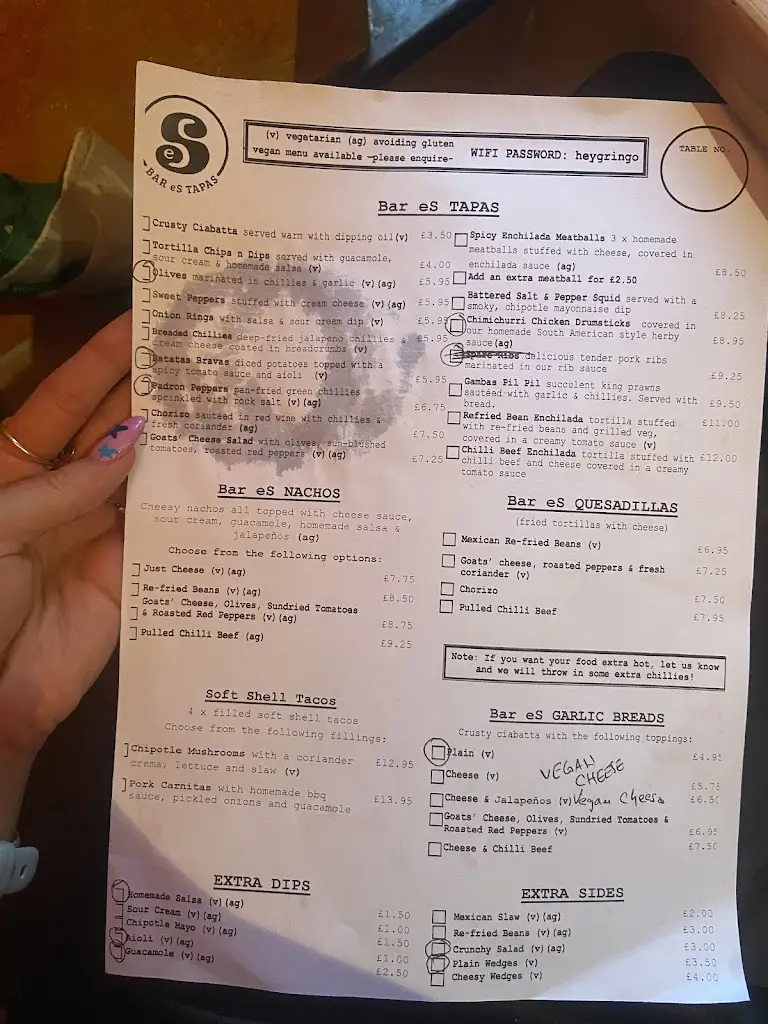 eS
BAR eS TAPAS
(v) vegetarian (ag) avoiding gluten
vegan menu available -please enquire-
WIFI PASSWORD: heygringo
TABLE NO.
Bar eS TAPAS
Crusty Ciabatta served warm with dipping oil(v) £3.50
Tortilla Chips n Dips served with guacamole,
sour cream & homemade salsa (v) £4.00
Olives marinated in chillies & garlic (v)(ag) £5.95
Sweet Peppers stuffed with cream cheese (v)(ag) £5.95
Onion Rings with salsa & sour cream dip (v) £5.95
Breaded Chillies deep-fried jalapeno chillies &
cream cheese coated in breadcrumbs (v) £5.95
Batatas Bravas diced potatoes topped with a
spicy tomato sauce and aioli (v) £5.95
Padron Peppers pan-fried green chillies
sprinkled with rock salt (v)(ag) £6.75
Chorizo sautéed in red wine with chillies &
fresh coriander (ag) £7.50
Goats' Cheese Salad with olives, sun-blushed
tomatoes, roasted red peppers (v)(ag) £7.25
Spicy Enchilada Meatballs 3 x homemade
meatballs stuffed with cheese, covered in
enchilada sauce (ag) £8.50
Add an extra meatball for £2.50
Battered Salt & Pepper Squid served with a
smoky, chipotle mayonnaise dip £8.25
Chimichurri Chicken Drumsticks covered in
our homemade South American style herby
sauce(ag) £8.95
Spare Ribs delicious tender pork ribs
marinated in our rib sauce £9.25
Gambas Pil Pil succulent king prawns
sautéed with garlic & chillies. Served with
bread. £9.50
Refried Bean Enchilada tortilla stuffed £11.00
with re-fried beans and grilled veg,
covered in a creamy tomato sauce (v)
Chilli Beef Enchilada tortilla stuffed with £12.00
chilli beef and cheese covered in a creamy
tomato sauce
Bar eS NACHOS
Cheesy nachos all topped with cheese sauce,
sour cream, guacamole, homemade salsa &
jalapeños (ag)
Choose from the following options:
Just Cheese (v)(ag) £7.75
Re-fried Beans (v)(ag) £8.50
Goats' Cheese, Olives, Sundried Tomatoes
& Roasted Red Peppers (v)(ag) £8.75
Pulled Chilli Beef (ag) £9.25
Bar eS QUESADILLAS
(fried tortillas with cheese)
Mexican Re-fried Beans (v) £6.95
Goats' cheese, roasted peppers & fresh
coriander (v) £7.25
Chorizo £7.50
Pulled Chilli Beef £7.95
Note: If you want your food extra hot, let us know
and we will throw in some extra chillies!
Soft Shell Tacos
4 x filled soft shell tacos
Choose from the following fillings:
Chipotle Mushrooms with a coriander
crema, lettuce and slaw (v) £12.95
Pork Carnitas with homemade bbq
sauce, pickled onions and guacamole £13.95
Bar eS GARLIC BREADS
Crusty ciabatta with the following toppings:
Plain (v) £4.95
Cheese (v) VEGAN CHEESE £5.75
Cheese & Jalapeños (v) Vegan Cheese £6.50
Goats' Cheese, Olives, Sundried Tomatoes &
Roasted Red Peppers (v) £6.95
Cheese & Chilli Beef £7.50
EXTRA DIPS
Homemade Salsa (v)(ag) £1.50
Sour Cream (v)(ag) £1.00
Chipotle Mayo (v)(ag) £1.50
Aioli (v)(ag) £1.00
Guacamole (v)(ag) £2.50
EXTRA SIDES
Mexican Slaw (v)(ag) £2.00
Re-fried Beans (v)(ag) £3.00
Crunchy Salad (v)(ag) £3.00
Plain Wedges (v) £3.50
Cheesy Wedges (v) £4.00